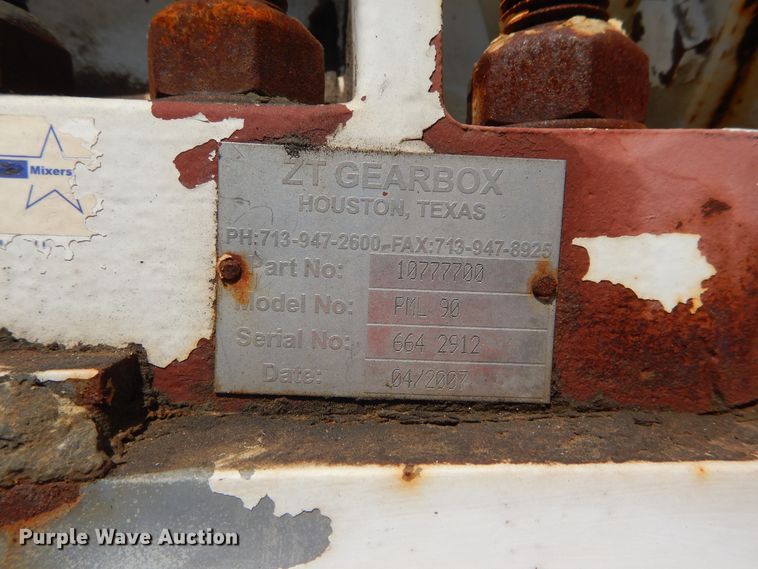 Mixers
ZT GEARBOX
HOUSTON, TEXAS
PH:713-947-2600-FAX:713-947-8925
Part No: 10777700
Model No: PML 90
Serial No: 664 2912
Date: 04/2007
Purple Wave Auction®